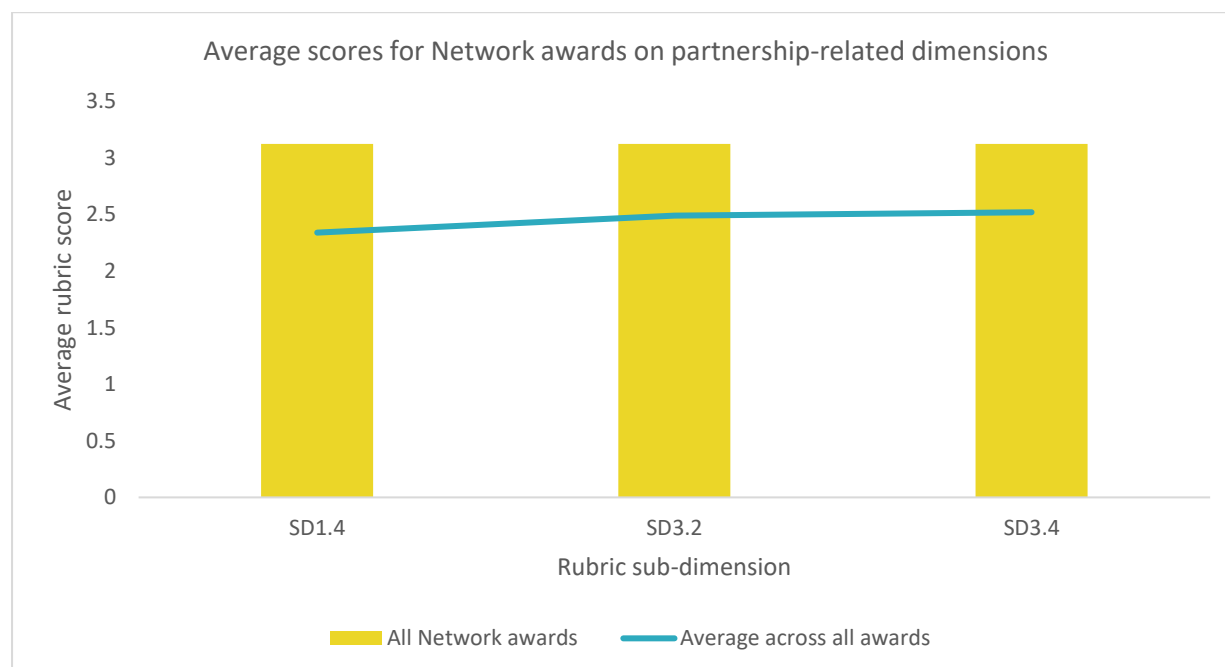 Average scores for Network awards on partnership-related dimensions
3.5
3
2.5
2
1.5
1
0.5
0
Average rubric score
SD1.4 SD3.2 SD3.4
Rubric sub-dimension
All Network awards Average across all awards